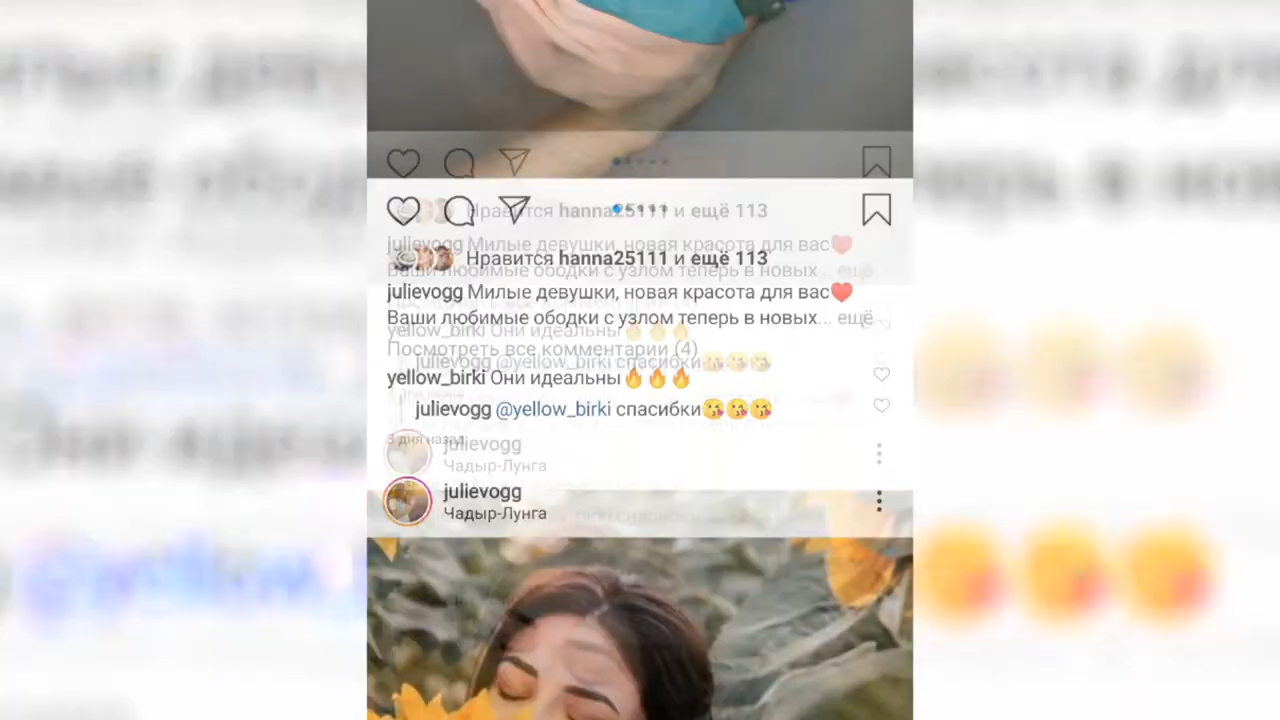 Нравится hanna25111 и ещё 113
julievogg Милые девушки, новая красота для вас❤️
Ваши любимые ободки с узлом теперь в новых... ещё
Посмотреть все комментарии (4)
yellow_birki Они идеальны🔥🔥🔥
julievogg @yellow_birki спасибки😘😘😘
3 дня назад
julievogg
Чадыр-Лунга